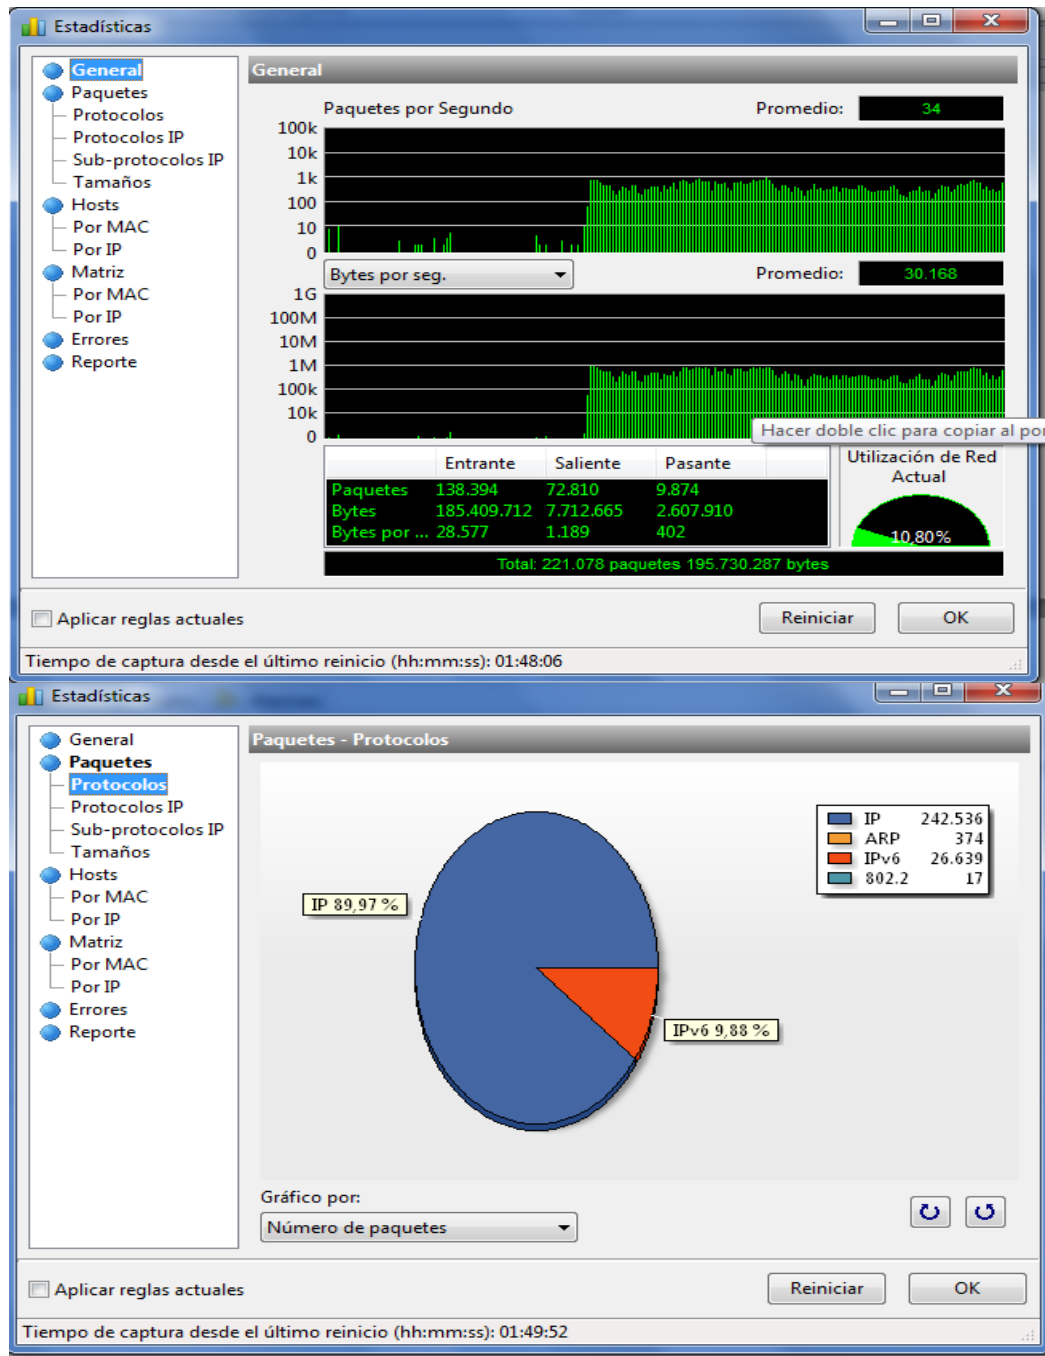 Estadísticas
General
Paquetes
Protocolos
Protocolos IP
Sub-protocolos IP
Tamaños
Hosts
Por MAC
Por IP
Matriz
Por MAC
Por IP
Errores
Reporte
General
Paquetes por Segundo
Promedio:
34
100k
10k
1k
100
10
0
Bytes por seg.
Promedio:
30.168
1G
100M
10M
1M
100k
10k
0
Hacer doble clic para copiar al por
Entrante Saliente Pasante
Paquetes 138.394 72.810 9.874
Bytes 185.409.712 7.712.665 2.607.910
Bytes por ... 28.577 1.189 402
Utilización de Red
Actual
10,80%
Total: 221.078 paquetes 195.730.287 bytes
Aplicar reglas actuales
Reiniciar
OK
Tiempo de captura desde el último reinicio (hh:mm:ss): 01:48:06
Estadísticas
General
Paquetes
Protocolos
Protocolos IP
Sub-protocolos IP
Tamaños
Hosts
Por MAC
Por IP
Matriz
Por MAC
Por IP
Errores
Reporte
Paquetes - Protocolos
IP 242.536
ARP 374
IPv6 26.639
802.2 17
IP 89,97 %
IPv6 9,88 %
Gráfico por:
Número de paquetes
Aplicar reglas actuales
Reiniciar
OK
Tiempo de captura desde el último reinicio (hh:mm:ss): 01:49:52